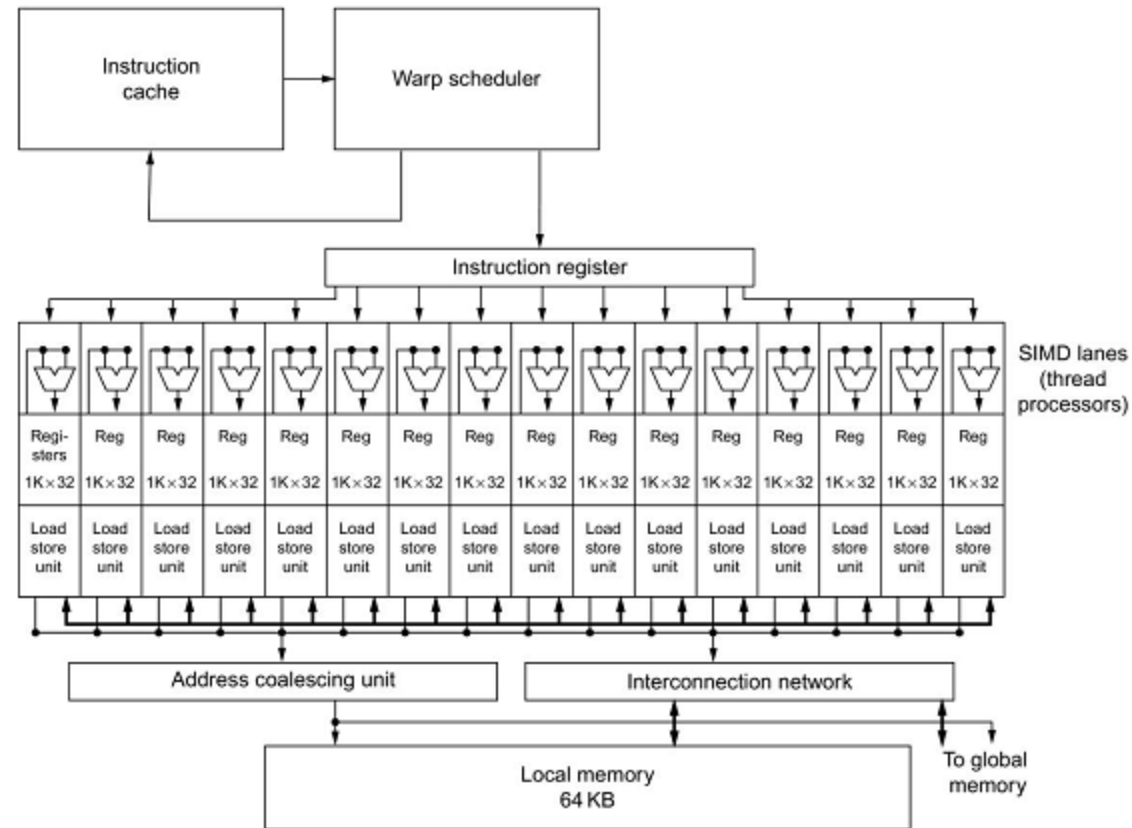 Instruction
cache
Warp scheduler
Instruction register
SIMD lanes
(thread
processors)
Regi-
sters
Reg Reg Reg Reg Reg Reg Reg Reg Reg Reg Reg Reg Reg Reg Reg
1K×32 1K×32 1K×32 1K×32 1K×32 1K×32 1K×32 1K×32 1K×32 1K×32 1K×32 1K×32 1K×32 1K×32 1K×32 1K×32
Load Load Load Load Load Load Load Load Load Load Load Load Load Load Load Load
store store store store store store store store store store store store store store store store
unit unit unit unit unit unit unit unit unit unit unit unit unit unit unit unit
Address coalescing unit
Interconnection network
Local memory
64 KB
To global
memory